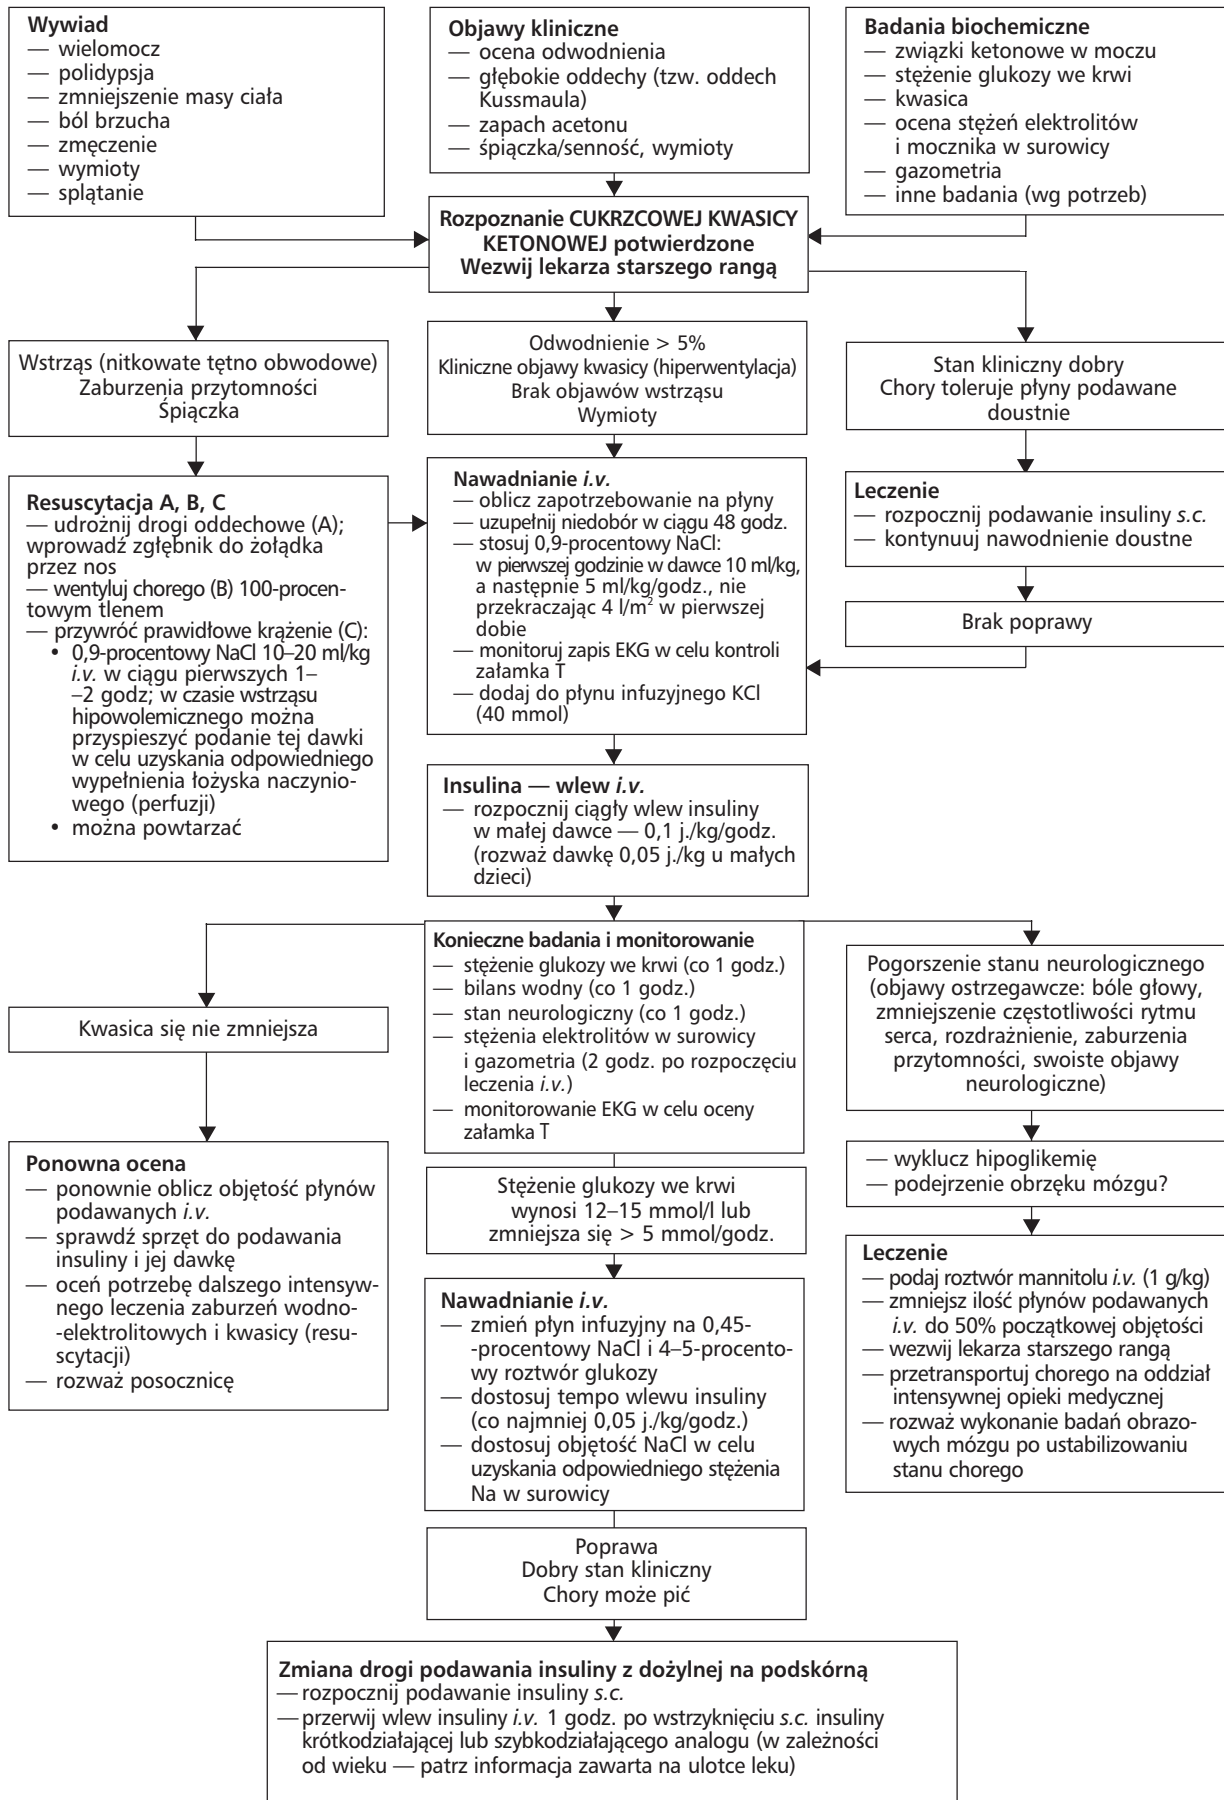 Wywiad
— wielomocz
— polidypsja
— zmniejszenie masy ciała
— ból brzucha
— zmęczenie
— wymioty
— splątanie
Objawy kliniczne
— ocena odwodnienia
— głębokie oddechy (tzw. oddech
Kussmaula)
— zapach acetonu
— śpiączka/senność, wymioty
Badania biochemiczne
— związki ketonowe w moczu
— stężenie glukozy we krwi
— kwasica
— ocena stężeń elektrolitów
i mocznika w surowicy
— gazometria
— inne badania (wg potrzeb)
Rozpoznanie CUKRZCOWEJ KWASICY
KETONOWEJ potwierdzone
Wezwij lekarza starszego rangą
Wstrząs (nitkowate tętno obwodowe)
Zaburzenia przytomności
Śpiączka
Odwodnienie > 5%
Kliniczne objawy kwasicy (hiperwentylacja)
Brak objawów wstrząsu
Wymioty
Stan kliniczny dobry
Chory toleruje płyny podawane
doustnie
Resuscytacja A, B, C
— udrożnij drogi oddechowe (A);
wprowadź zgłębnik do żołądka
przez nos
— wentyluj chorego (B) 100-procen-
towym tlenem
— przywróć prawidłowe krążenie (C):
• 0,9-procentowy NaCl 10–20 ml/kg
i.v. w ciągu pierwszych 1–
–2 godz; w czasie wstrząsu
hipowolemicznego można
przyspieszyć podanie tej dawki
w celu uzyskania odpowiedniego
wypełnienia łożyska naczynio-
wego (perfuzji)
• można powtarzać
Nawadnianie i.v.
— oblicz zapotrzebowanie na płyny
— uzupełnij niedobór w ciągu 48 godz.
— stosuj 0,9-procentowy NaCl:
w pierwszej godzinie w dawce 10 ml/kg,
a następnie 5 ml/kg/godz., nie
przekraczając 4 l/m² w pierwszej
dobie
— monitoruj zapis EKG w celu kontroli
załamka T
— dodaj do płynu infuzyjnego KCl
(40 mmol)
Leczenie
— rozpocznij podawanie insuliny s.c.
— kontynuuj nawodnienie doustne
Brak poprawy
Insulina — wlew i.v.
— rozpocznij ciągły wlew insuliny
w małej dawce — 0,1 j./kg/godz.
(rozważ dawkę 0,05 j./kg u małych
dzieci)
Kwasica się nie zmniejsza
Konieczne badania i monitorowanie
— stężenie glukozy we krwi (co 1 godz.)
— bilans wodny (co 1 godz.)
— stan neurologiczny (co 1 godz.)
— stężenia elektrolitów w surowicy
i gazometria (2 godz. po rozpoczęciu
leczenia i.v.)
— monitorowanie EKG w celu oceny
załamka T
Pogorszenie stanu neurologicznego
(objawy ostrzegawcze: bóle głowy,
zmniejszenie częstotliwości rytmu
serca, rozdrażnienie, zaburzenia
przytomności, swoiste objawy
neurologiczne)
Ponowna ocena
— ponownie oblicz objętość płynów
podawanych i.v.
— sprawdź sprzęt do podawania
insuliny i jej dawkę
— oceń potrzebę dalszego intensyw-
nego leczenia zaburzeń wodno-
-elektrolitowych i kwasicy (resu-
scytacji)
— rozważ posocznicę
Stężenie glukozy we krwi
wynosi 12–15 mmol/l lub
zmniejsza się > 5 mmol/godz.
— wyklucz hipoglikemię
— podejrzenie obrzęku mózgu?
Nawadnianie i.v.
— zmień płyn infuzyjny na 0,45-
-procentowy NaCl i 4–5-procento-
wy roztwór glukozy
— dostosuj tempo wlewu insuliny
(co najmniej 0,05 j./kg/godz.)
— dostosuj objętość NaCl w celu
uzyskania odpowiedniego stężenia
Na w surowicy
Leczenie
— podaj roztwór mannitolu i.v. (1 g/kg)
— zmniejsz ilość płynów podawanych
i.v. do 50% początkowej objętości
— wezwij lekarza starszego rangą
— przetransportuj chorego na oddział
intensywnej opieki medycznej
— rozważ wykonanie badań obrazo-
wych mózgu po ustabilizowaniu
stanu chorego
Poprawa
Dobry stan kliniczny
Chory może pić
Zmiana drogi podawania insuliny z dożylnej na podskórną
— rozpocznij podawanie insuliny s.c.
— przerwij wlew insuliny i.v. 1 godz. po wstrzyknięciu s.c. insuliny
krótkodziałającej lub szybkodziałającego analogu (w zależności
od wieku — patrz informacja zawarta na ulotce leku)